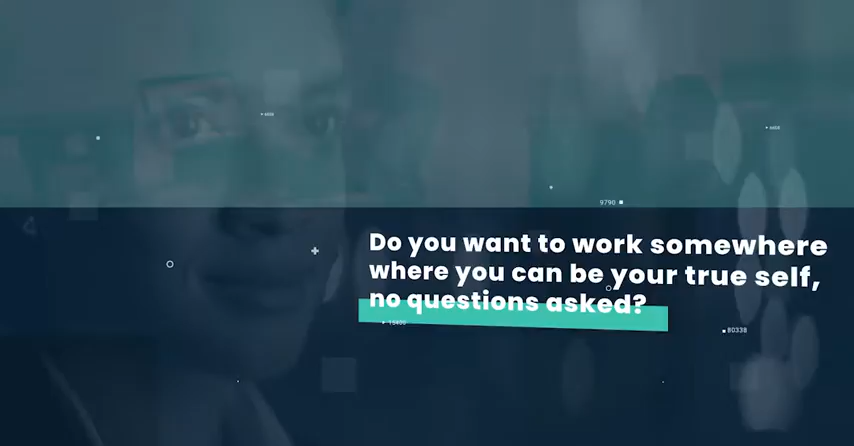 9790
Do you want to work somewhere
where you can be your true self,
no questions asked?
15400
80338